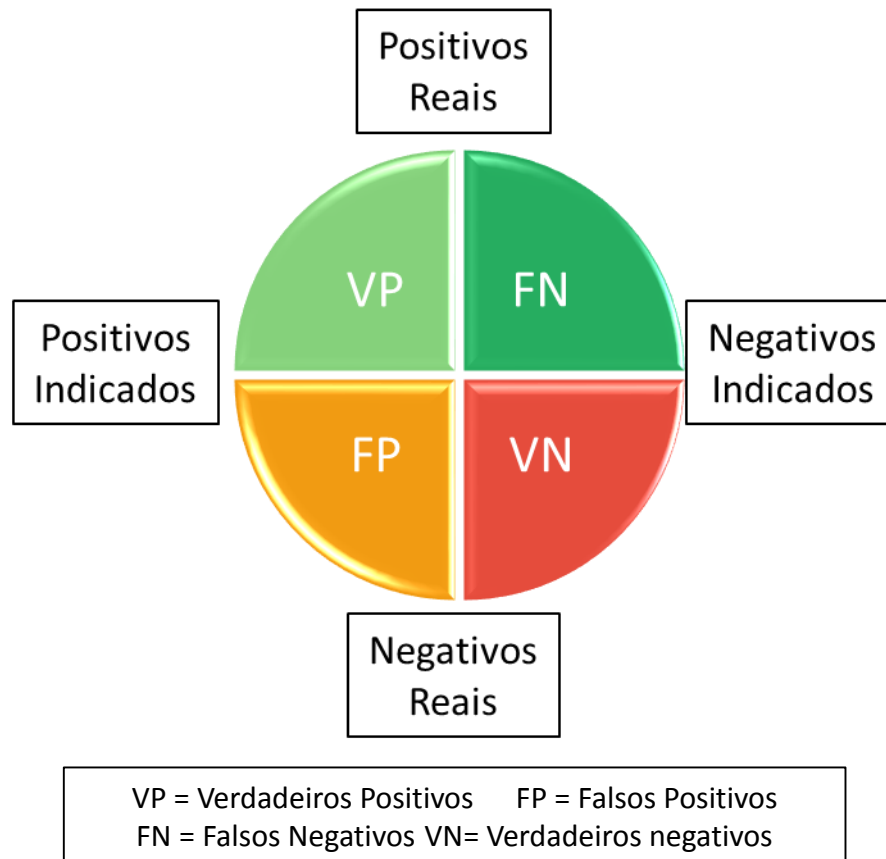 Positivos
Reais
VP
FN
Positivos
Indicados
Negativos
Indicados
FP
VN
Negativos
Reais
VP = Verdadeiros Positivos FP = Falsos Positivos
FN = Falsos Negativos VN= Verdadeiros negativos